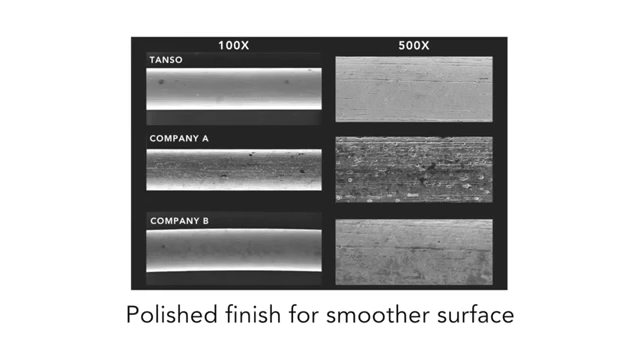 100X 500X
TANSO
COMPANY A
COMPANY B
Polished finish for smoother surface